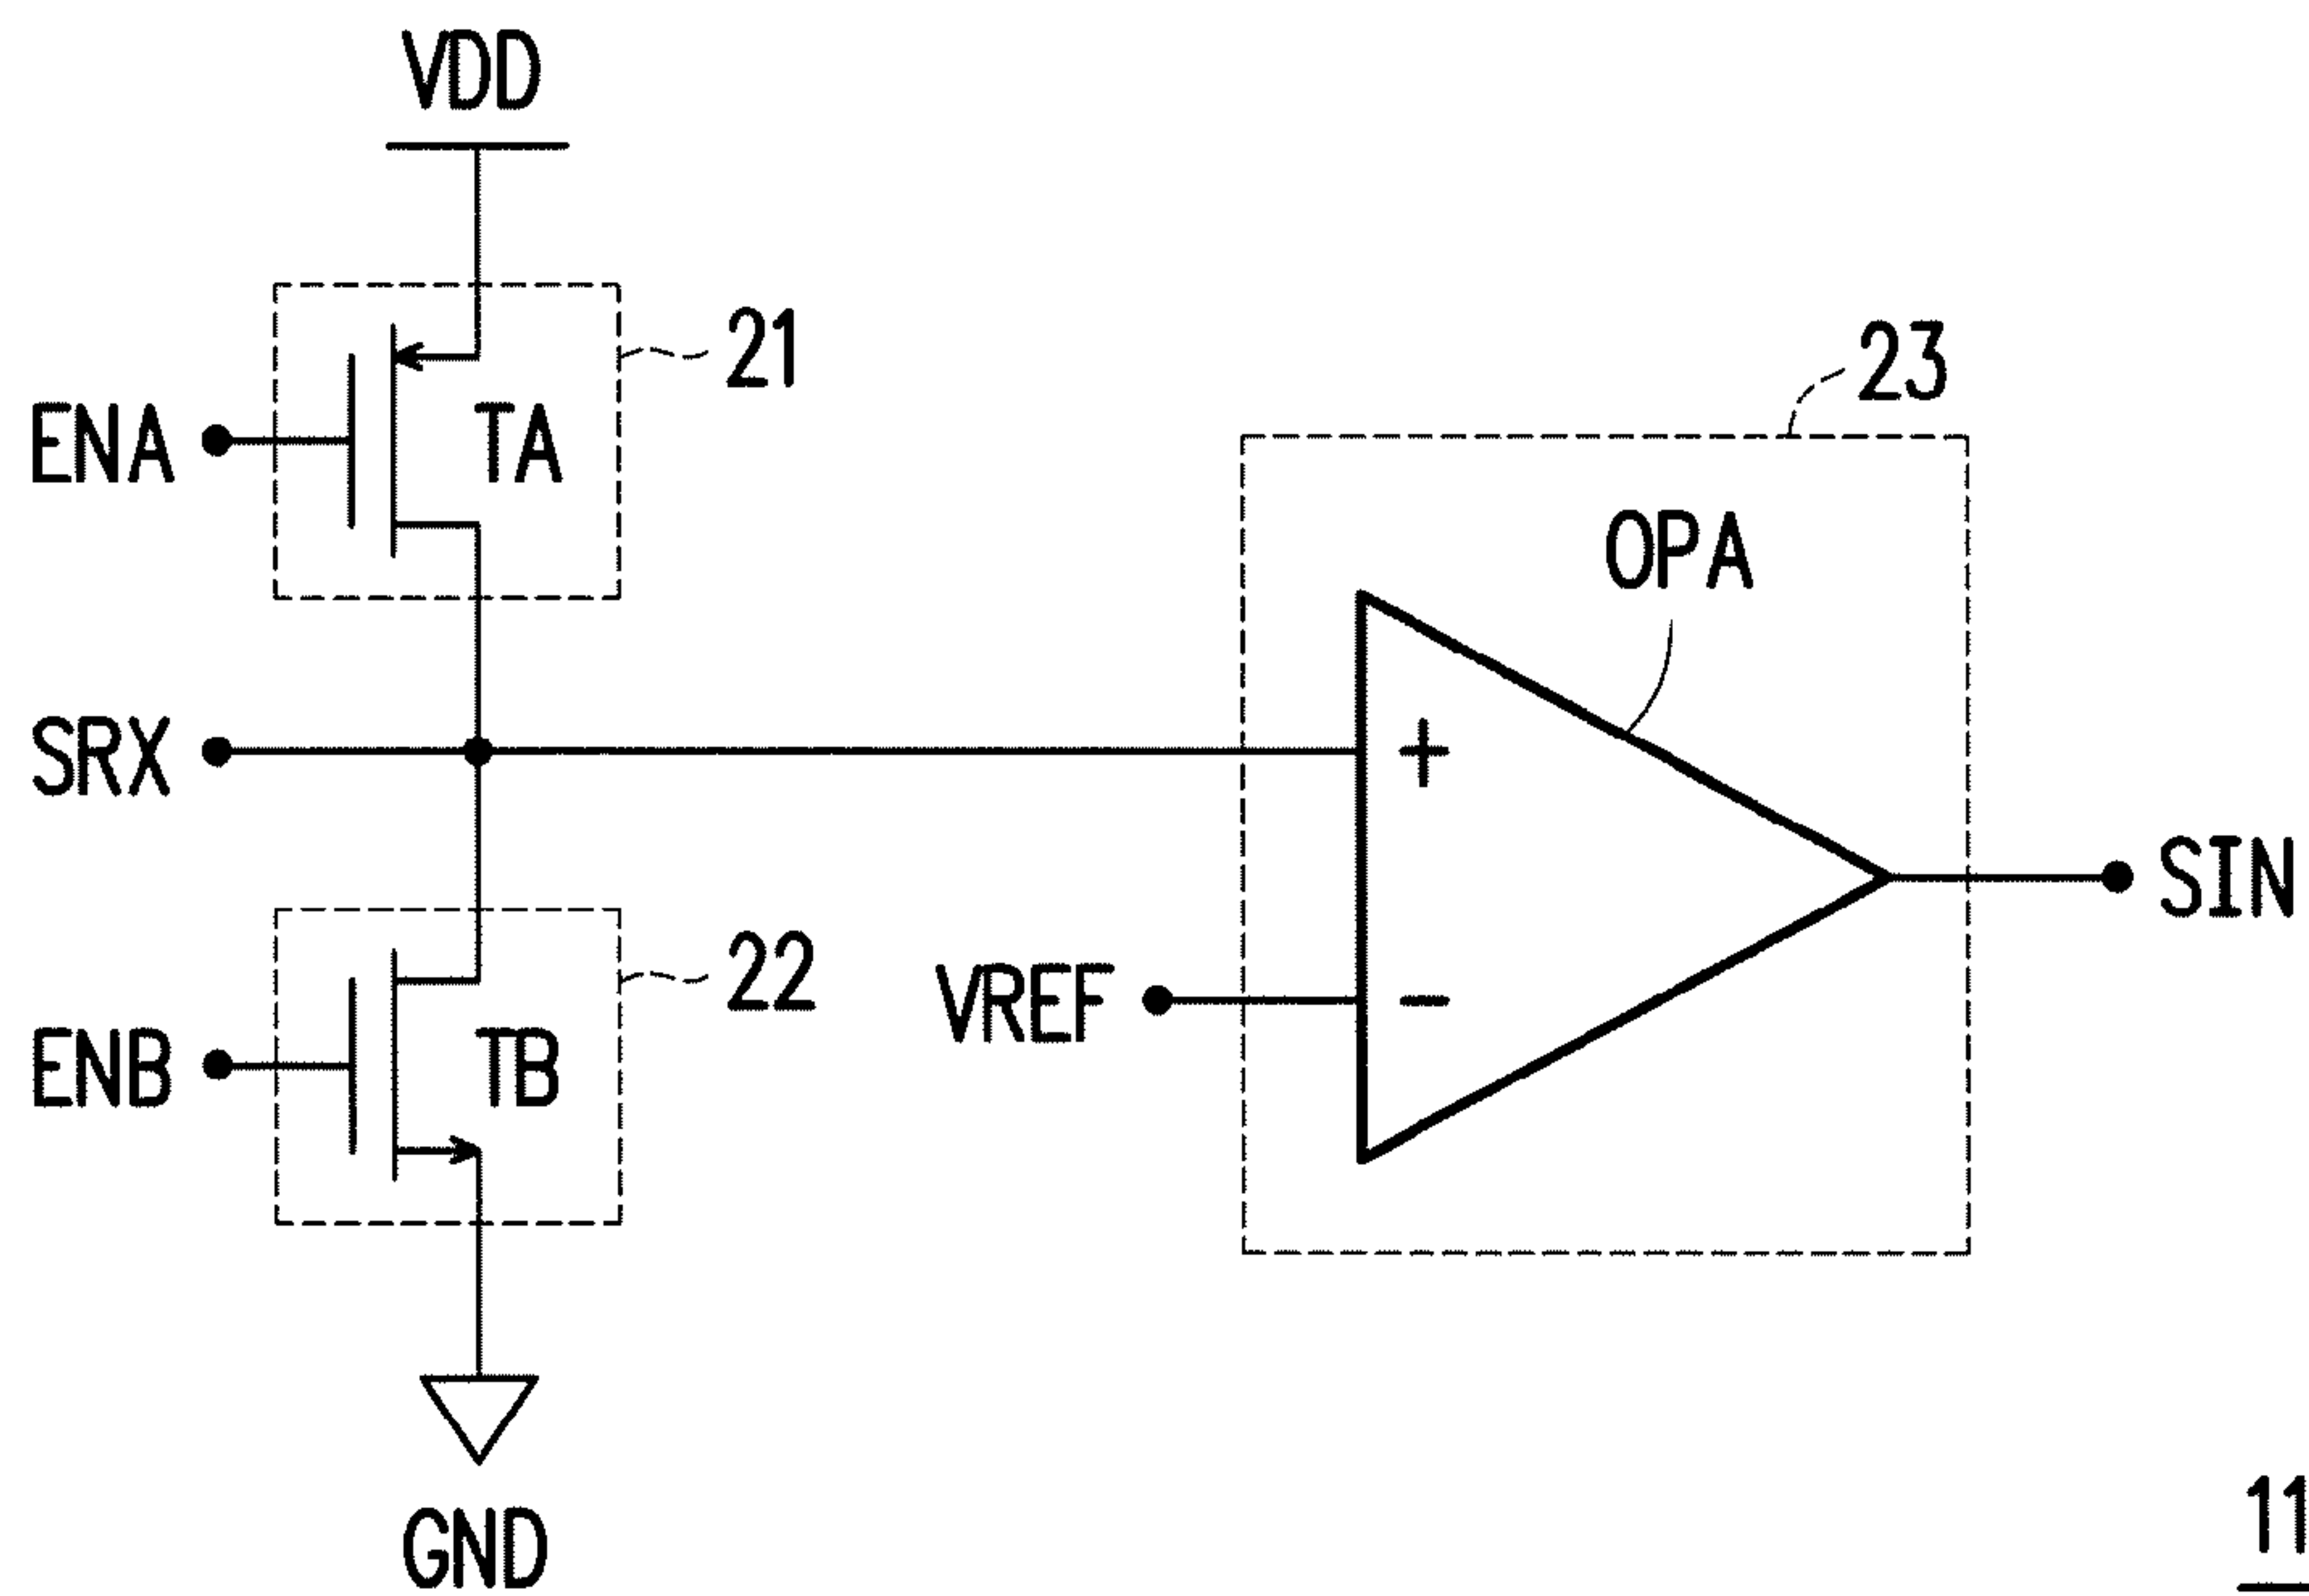 VDD
21
ENA
TA
23
OPA
SRX
+
SIN
22
VREF
-
ENB
TB
GND
11